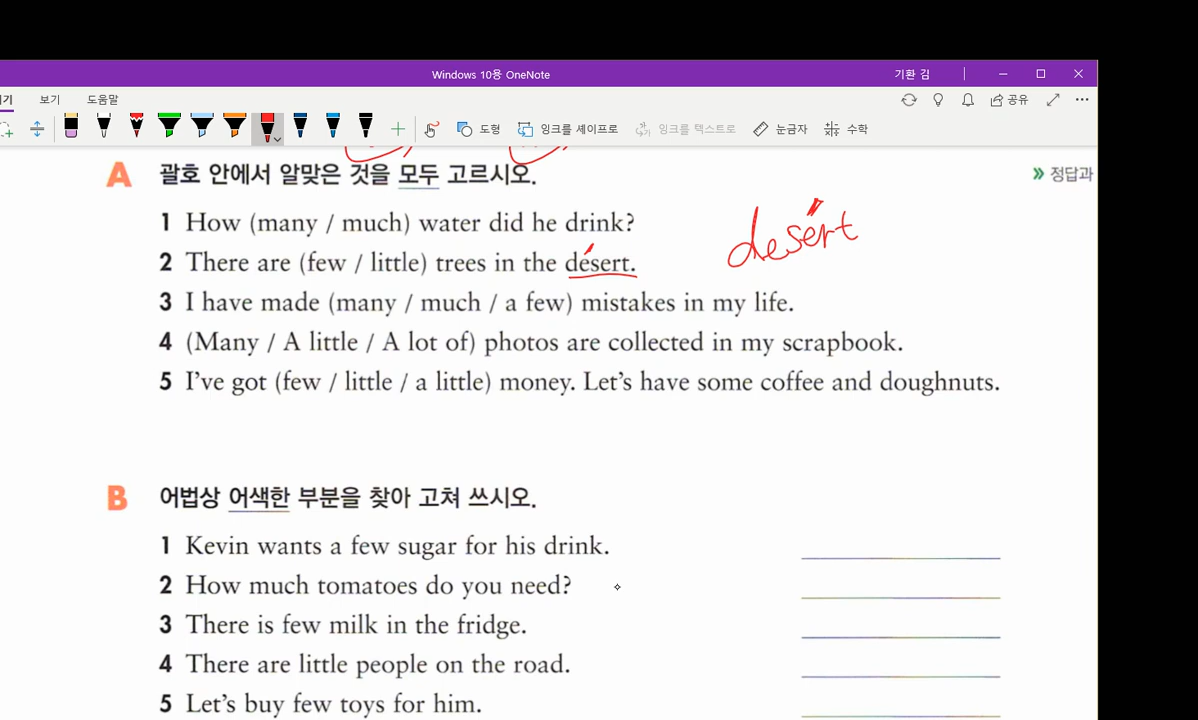 Windows 10용 OneNote
기환 김
보기
도움말
공유
도형
잉크를 셰이프로
잉크를 텍스트로
눈금자
수학
A 괄호 안에서 알맞은 것을 모두 고르시오.
정답과
1 How (many / much) water did he drink?
desert
2 There are (few / little) trees in the desert.
3 I have made (many / much / a few) mistakes in my life.
4 (Many / A little / A lot of) photos are collected in my scrapbook.
5 I've got (few / little / a little) money. Let's have some coffee and doughnuts.
B 어법상 어색한 부분을 찾아 고쳐 쓰시오.
1 Kevin wants a few sugar for his drink.
2 How much tomatoes do you need?
3 There is few milk in the fridge.
4 There are little people on the road.
5 Let's buy few toys for him.